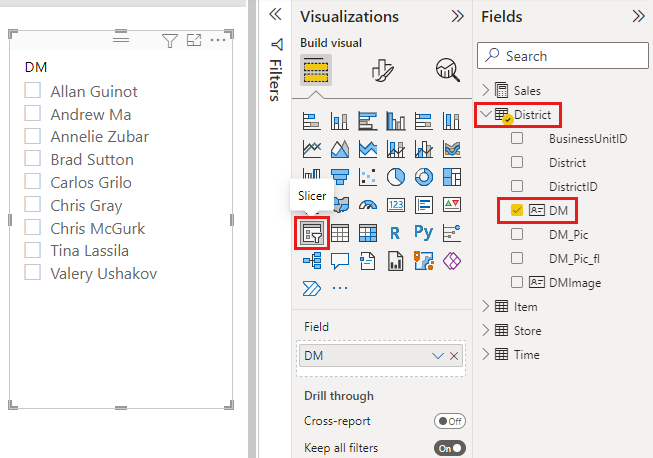 DM
Allan Guinot
Andrew Ma
Annelie Zubar
Brad Sutton
Carlos Grilo
Chris Gray
Chris McGurk
Tina Lassila
Valery Ushakov
Filters
Visualizations
Build visual
Slicer
123
R
Py
Field
DM
Drill through
Cross-report
Off
Keep all filters
On
Fields
Search
Sales
District
BusinessUnitID
District
DistrictID
DM
DM_Pic
DM_Pic_fl
DMImage
Item
Store
Time